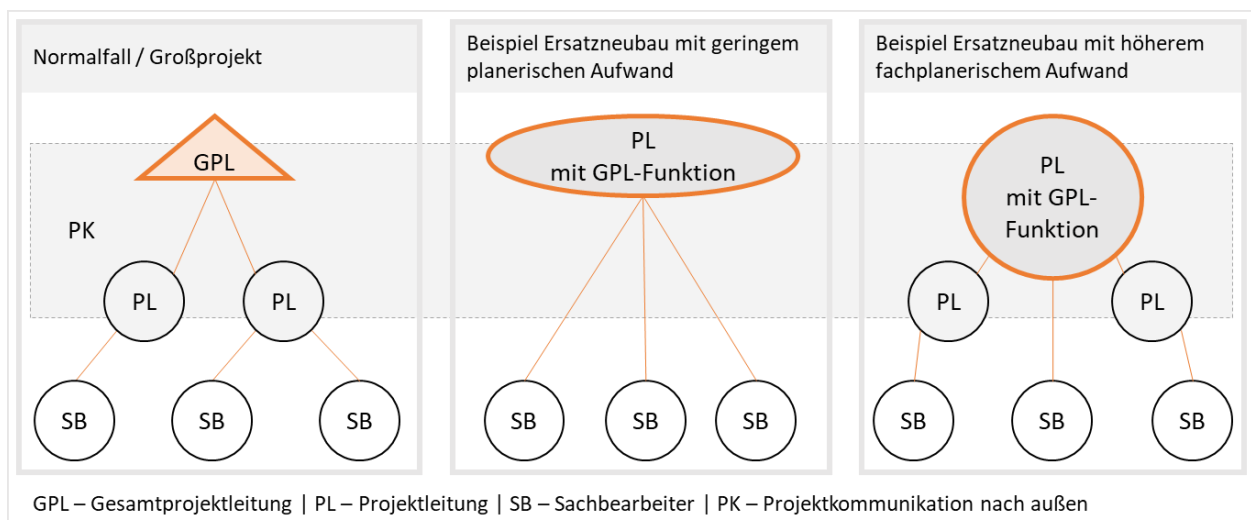 Normalfall / Großprojekt
Beispiel Ersatzneubau mit geringem
planerischen Aufwand
Beispiel Ersatzneubau mit höherem
fachplanerischem Aufwand
GPL
PK
PL
PL
SB
SB
SB
PL
mit GPL-Funktion
SB
SB
SB
PL
mit GPL-
Funktion
PL
PL
SB
SB
SB
GPL – Gesamtprojektleitung | PL – Projektleitung | SB – Sachbearbeiter | PK – Projektkommunikation nach außen